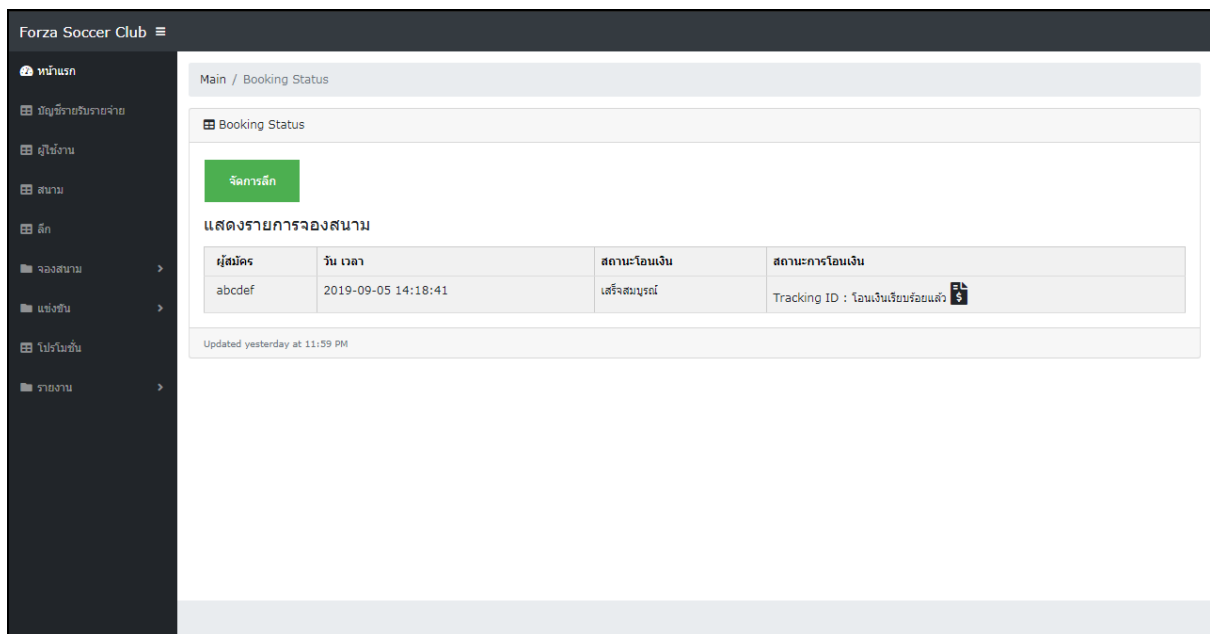 Forza Soccer Club
หน้าแรก
บัญชีรายรับรายจ่าย
ผู้ใช้งาน
สนาม
ลีก
จองสนาม
แข่งขัน
โปรโมชั่น
รายงาน
Main / Booking Status
Booking Status
จัดการลีก
แสดงรายการจองสนาม
ผู้สมัคร วัน เวลา สถานะโอนเงิน สถานะการโอนเงิน
abcdef 2019-09-05 14:18:41 เสร็จสมบูรณ์ Tracking ID : โอนเงินเรียบร้อยแล้ว
Updated yesterday at 11:59 PM